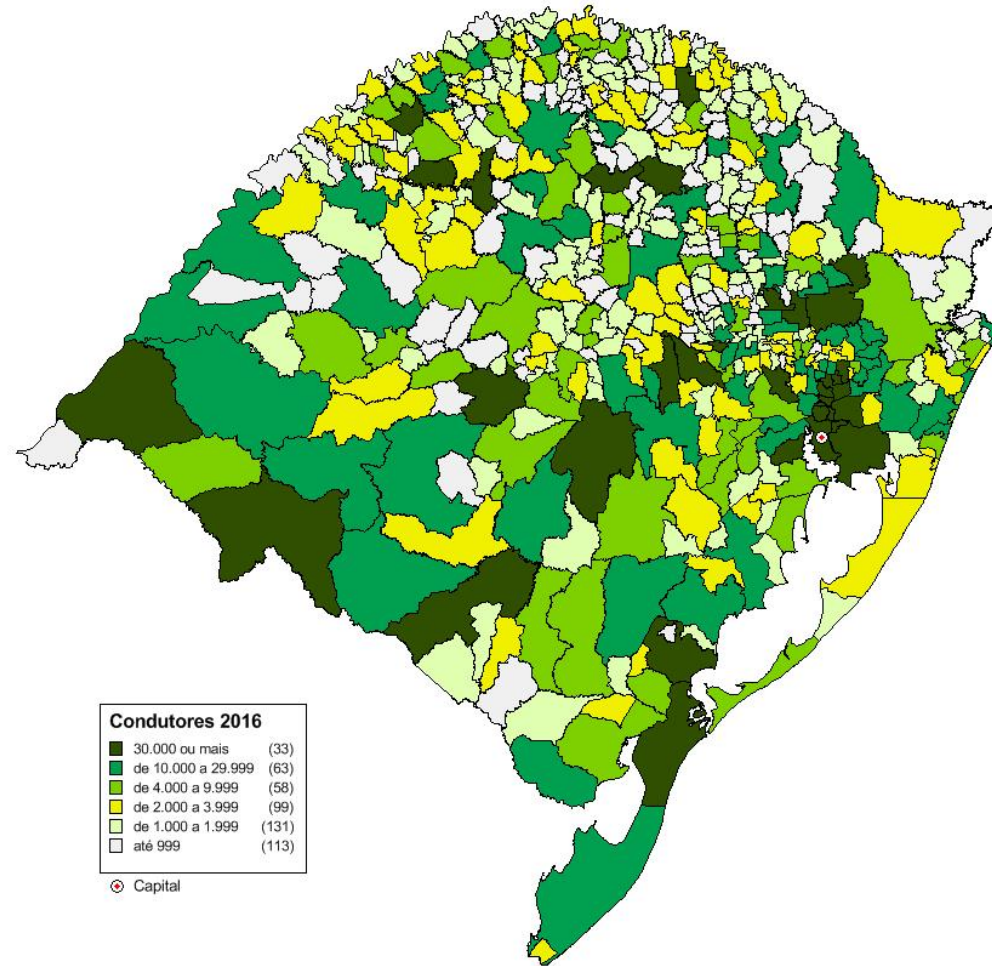 Condutores 2016
30.000 ou mais (33)
de 10.000 a 29.999 (63)
de 4.000 a 9.999 (58)
de 2.000 a 3.999 (99)
de 1.000 a 1.999 (131)
até 999 (113)
Capital